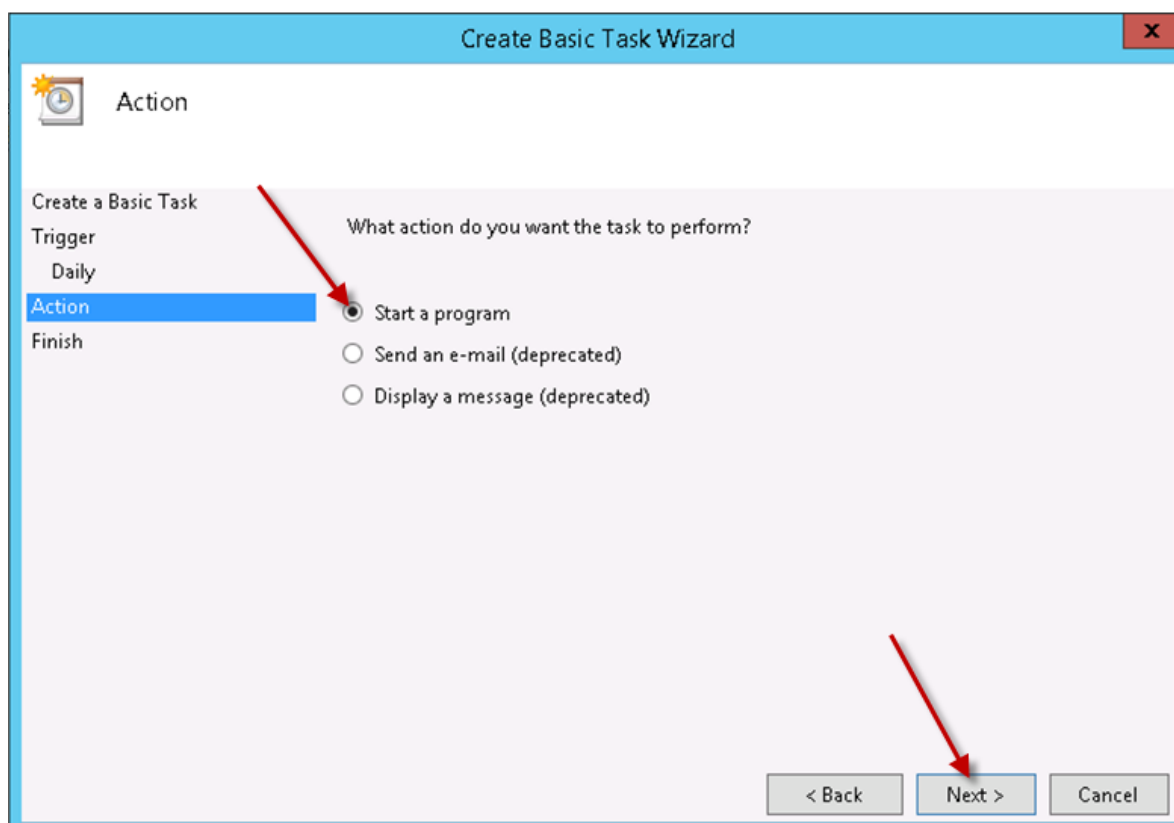 Create Basic Task Wizard
x
Action
Create a Basic Task
Trigger
Daily
Action
Finish
What action do you want the task to perform?
Start a program
Send an e-mail (deprecated)
Display a message (deprecated)
< Back
Next >
Cancel